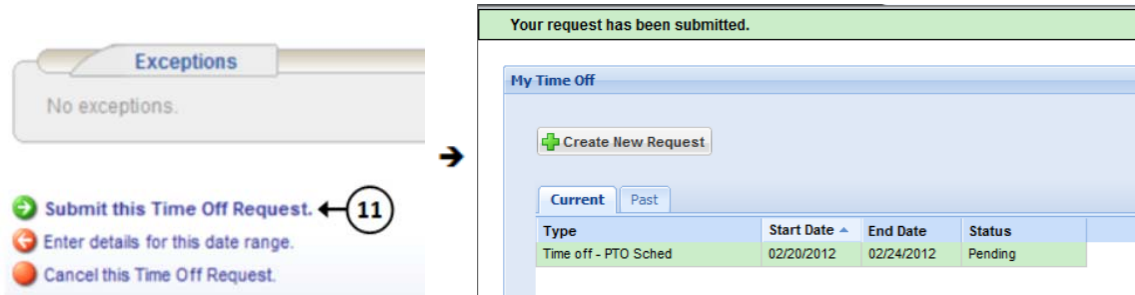 Exceptions
No exceptions.
Submit this Time Off Request.
11
Enter details for this date range.
Cancel this Time Off Request.
Your request has been submitted.
My Time Off
Create New Request
Current Past
Type Start Date End Date Status
Time off - PTO Sched 02/20/2012 02/24/2012 Pending